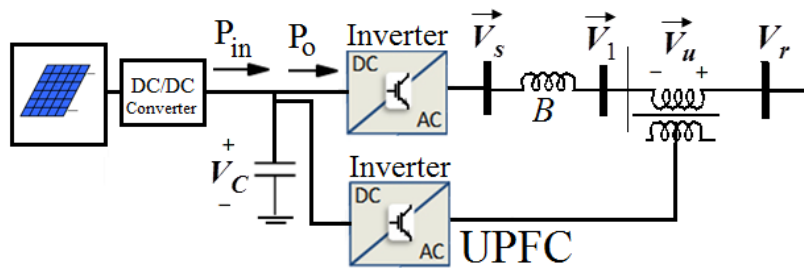 P_in P_o Inverter V_s V_1 V_u V_r
DC
- +
DC/DC
Converter
AC
B
+
V_C
-
Inverter
DC
AC
UPFC